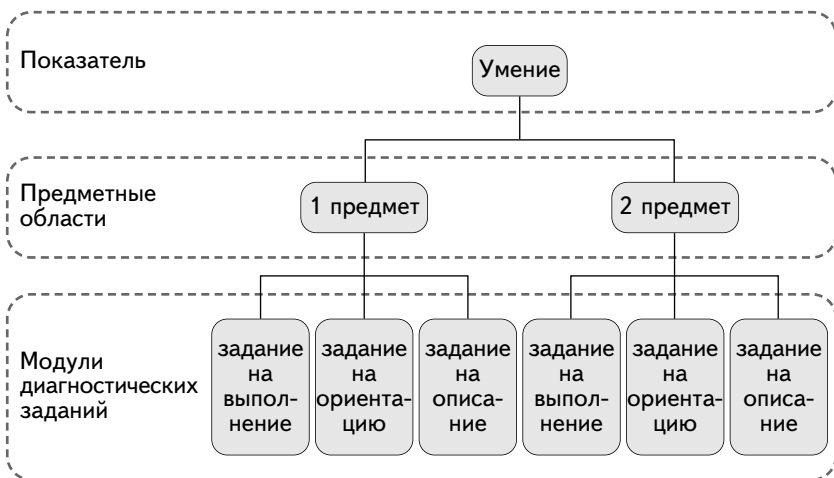 Показатель
Умение
Предметные
области
1 предмет
2 предмет
Модули
диагностических
заданий
задание
на
выпол-
нение
задание
на
ориента-
цию
задание
на
описа-
ние
задание
на
выпол-
нение
задание
на
ориента-
цию
задание
на
описа-
ние